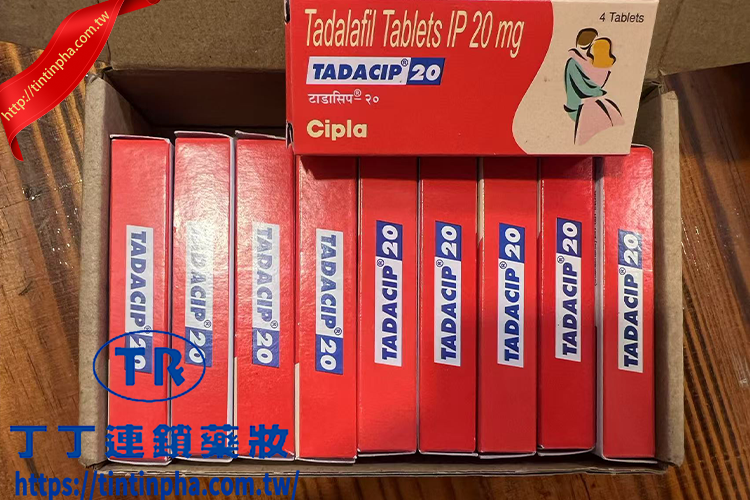 http://tintinpha.com.tw
Tadalafil Tablets IP 20 mg
4 Tablets
TADACIP® 20
टाडासिप®- २०
Cipla
TADACIP® 20
TADACIP® 20
TADACIP® 20
TADACIP® 20
TADACIP® 20
TADACIP® 20
TADACIP® 20
TADACIP® 20
TADACIP® 20
TR
丁丁連鎖藥妝
https://tintinpha.com.tw/